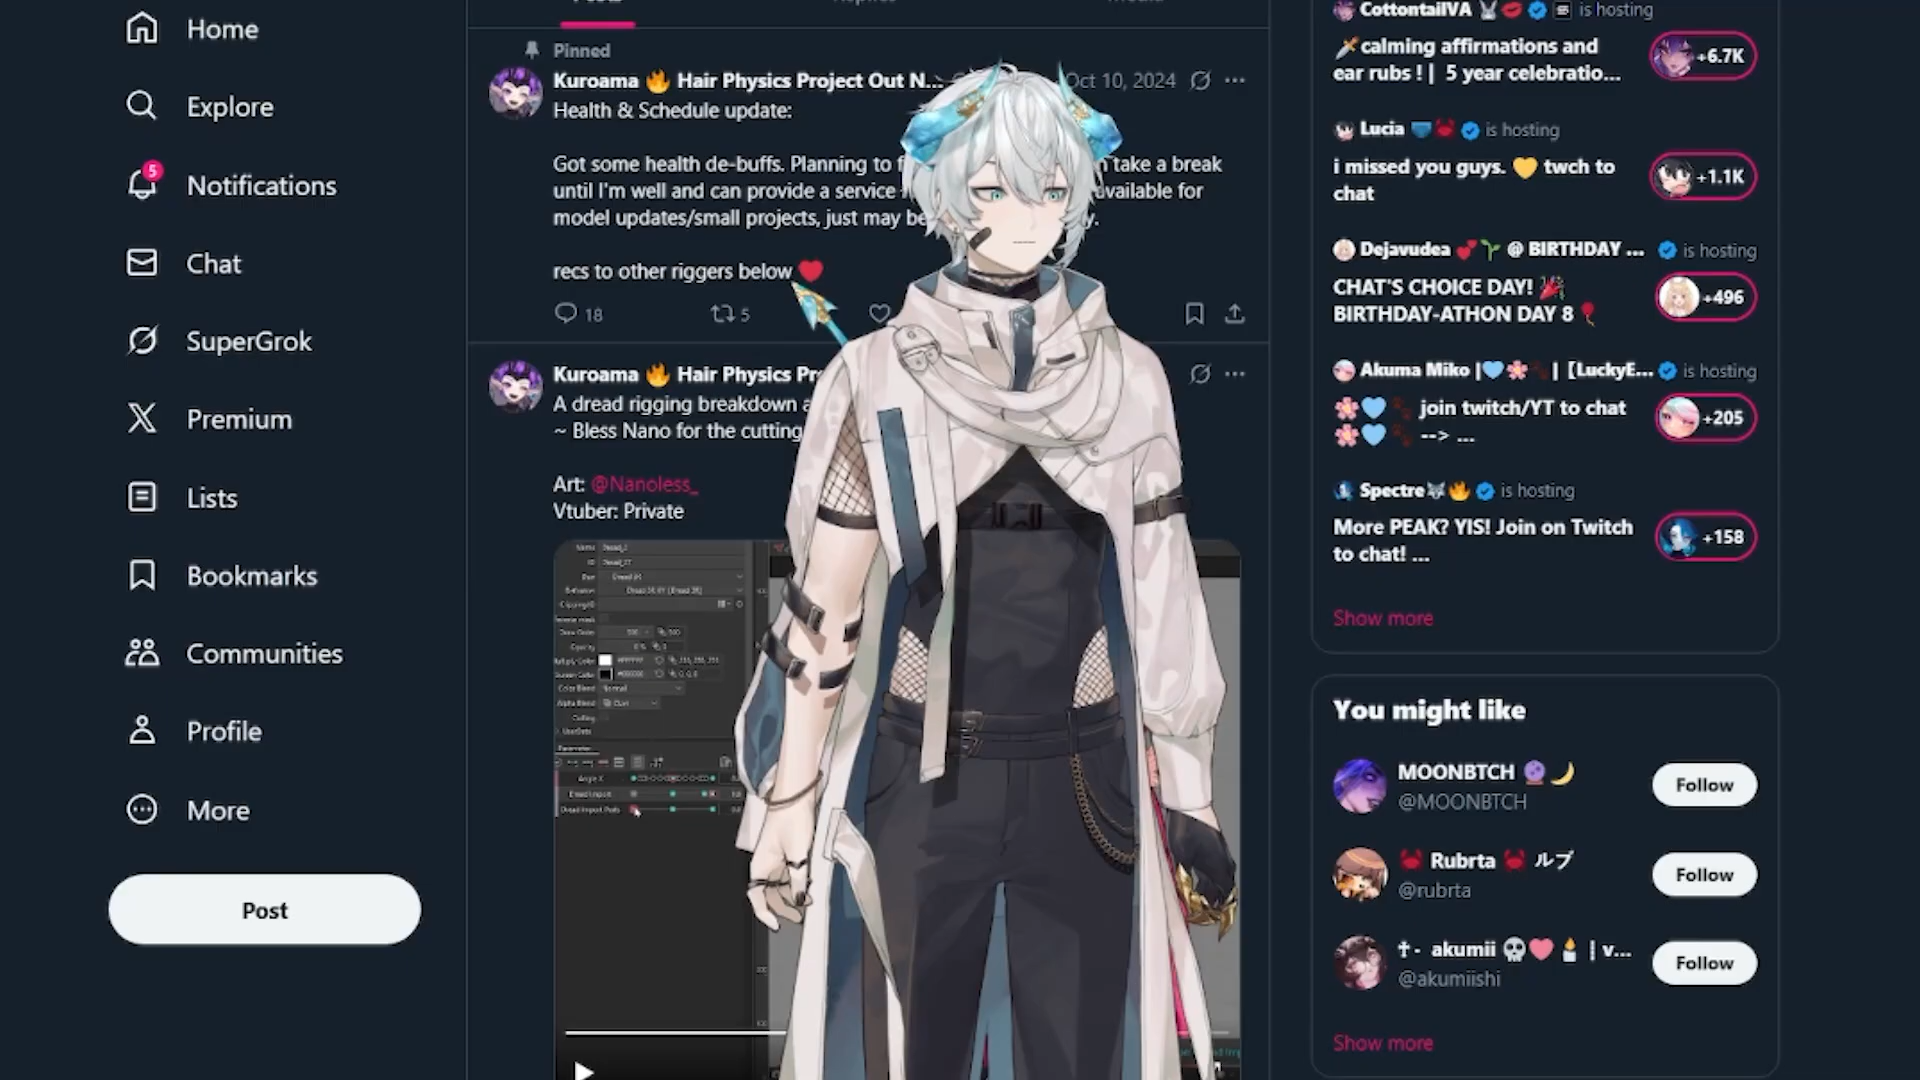 Home
Explore
5
Notifications
Chat
SuperGrok
Premium
Lists
Bookmarks
Communities
Profile
More
Post
Pinned
Kuroama 🔥 Hair Physics Project Out N...
Oct 10, 2024
Health & Schedule update:
Got some health de-buffs. Planning to
take a break
until I'm well and can provide a service
available for
model updates/small projects, just may be
recs to other riggers below ❤️
18
5
Kuroama 🔥 Hair Physics
A dread rigging breakdown
~ Bless Nano for the cutting
Art: @Nanoless_
Vtuber: Private
CottontailVA 🐰💋 is hosting
🗡️calming affirmations and
ear rubs ! | 5 year celebratio...
+6.7K
Lucia 🩲🦀 is hosting
i missed you guys. 💛 twch to
chat
+1.1K
Dejavudea 💕🌱 @ BIRTHDAY ... is hosting
CHAT'S CHOICE DAY! 🎉
BIRTHDAY-ATHON DAY 8 🎈
+496
Akuma Miko |🩵🌸🐾| [LuckyE... is hosting
🌸🩵🐾 join twitch/YT to chat
🌸🩵🐾 --> ...
+205
Spectre🐺🔥 is hosting
More PEAK? YIS! Join on Twitch
to chat! ...
+158
Show more
You might like
MOONBTCH 🔮🌙
@MOONBTCH
Follow
🦀 Rubrta 🦀 ルブ
@rubrta
Follow
✝- akumii 💀🩷🕯️ | v...
@akumiishi
Follow
Show more